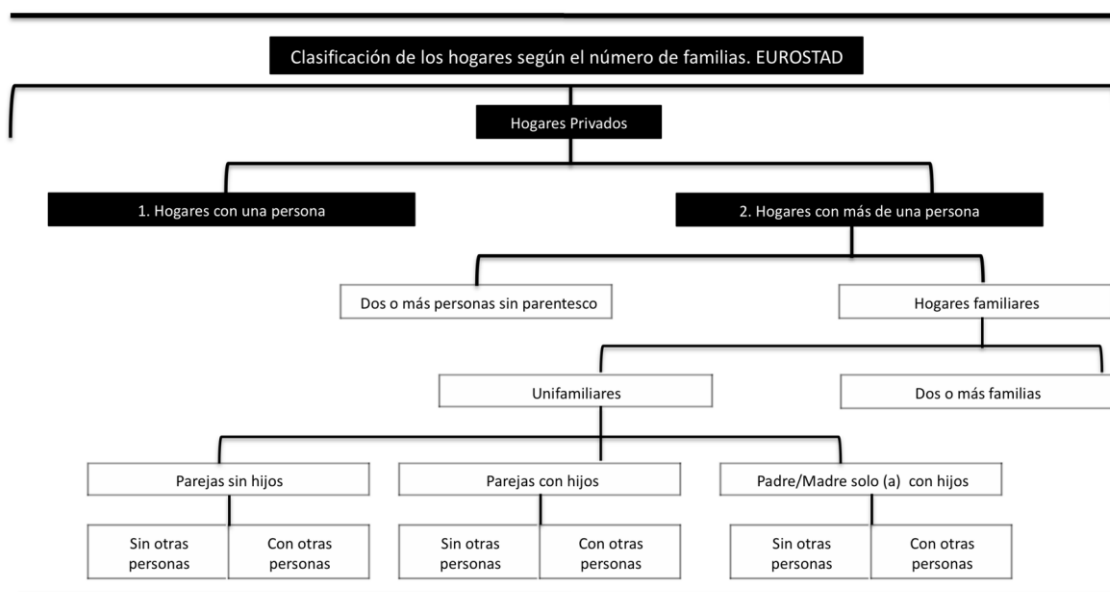 Clasificación de los hogares según el número de familias. EUROSTAD
Hogares Privados
1. Hogares con una persona
2. Hogares con más de una persona
Dos o más personas sin parentesco
Hogares familiares
Unifamiliares
Dos o más familias
Parejas sin hijos
Parejas con hijos
Padre/Madre solo (a) con hijos
Sin otras
personas
Con otras
personas
Sin otras
personas
Con otras
personas
Sin otras
personas
Con otras
personas